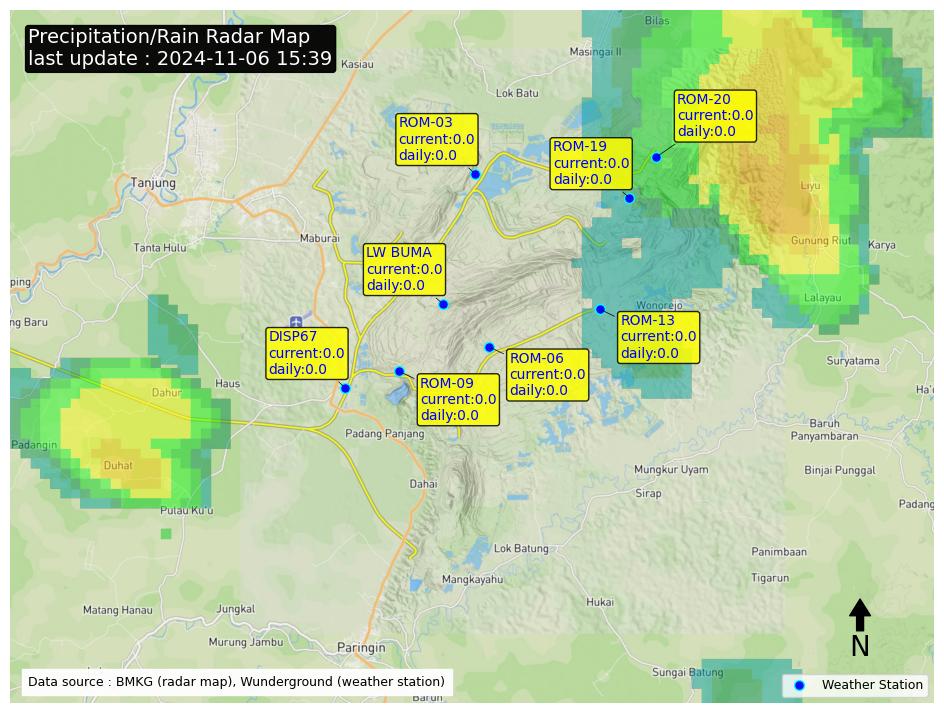 Precipitation/Rain Radar Map
last update : 2024-11-06 15:39
Bilas
Masingai II
Kasiau
Lok Batu
ROM-20
current:0.0
daily:0.0
ROM-03
current:0.0
daily:0.0
ROM-19
current:0.0
daily:0.0
Tanjung
Liyu
Maburai
Tanta Hulu
Gunung Riut
Karya
LW BUMA
current:0.0
daily:0.0
ping
Lalayau
Wonorejo
ng Baru
ROM-13
current:0.0
daily:0.0
DISP67
current:0.0
daily:0.0
ROM-06
current:0.0
daily:0.0
Suryatama
Haus
ROM-09
current:0.0
daily:0.0
Dahur
Ha'
Baruh
Panyambaran
Padang Panjang
Padangin
Duhat
Mungkur Uyam
Binjai Punggal
Dahai
Sirap
Padang
Pulau Ku'u
Lok Batung
Panimbaan
Mangkayahu
Tigarun
Matang Hanau
Jungkal
Hukai
Murung Jambu
Paringin
N
Sungai Batung
Data source : BMKG (radar map), Wunderground (weather station)
Weather Station
Baruh